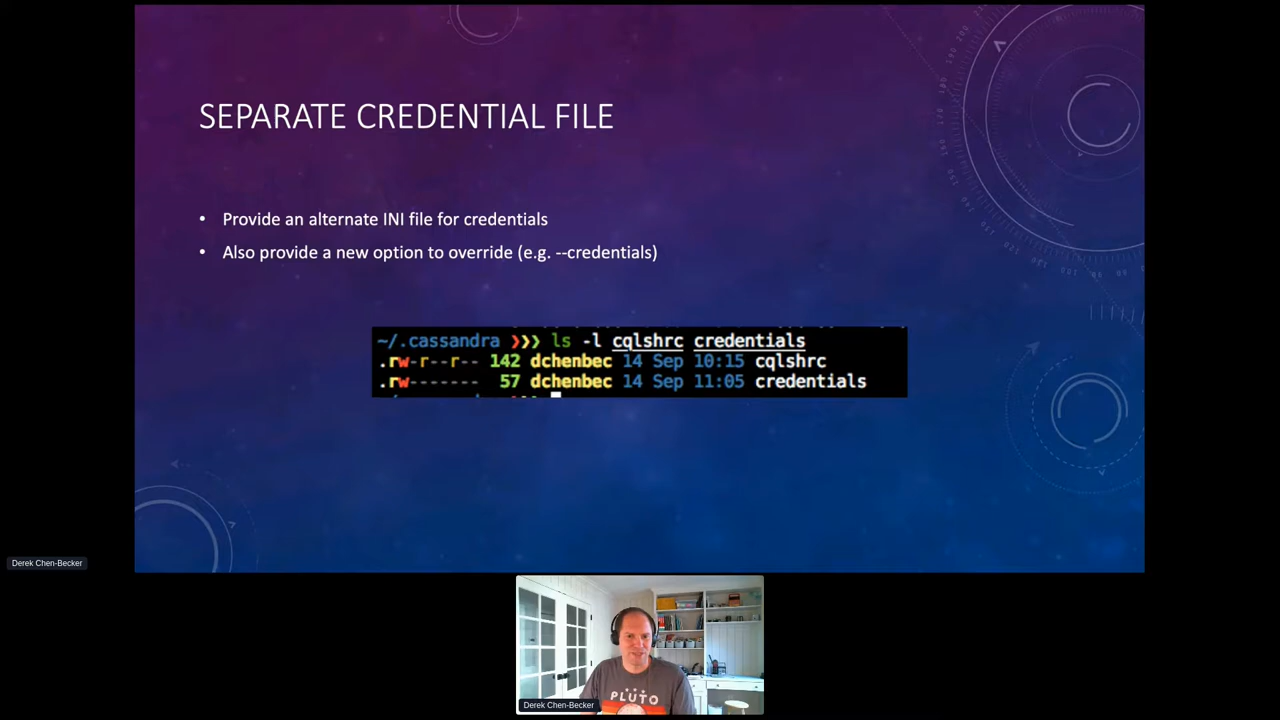 SEPARATE CREDENTIAL FILE
• Provide an alternate INI file for credentials
• Also provide a new option to override (e.g. --credentials)
~/.cassandra ❯❯❯ ls -l cqlshrc credentials
.rw-r--r-- 142 dchenbec 14 Sep 10:15 cqlshrc
.rw------- 57 dchenbec 14 Sep 11:05 credentials
Derek Chen-Becker
PLUTO
Derek Chen-Becker